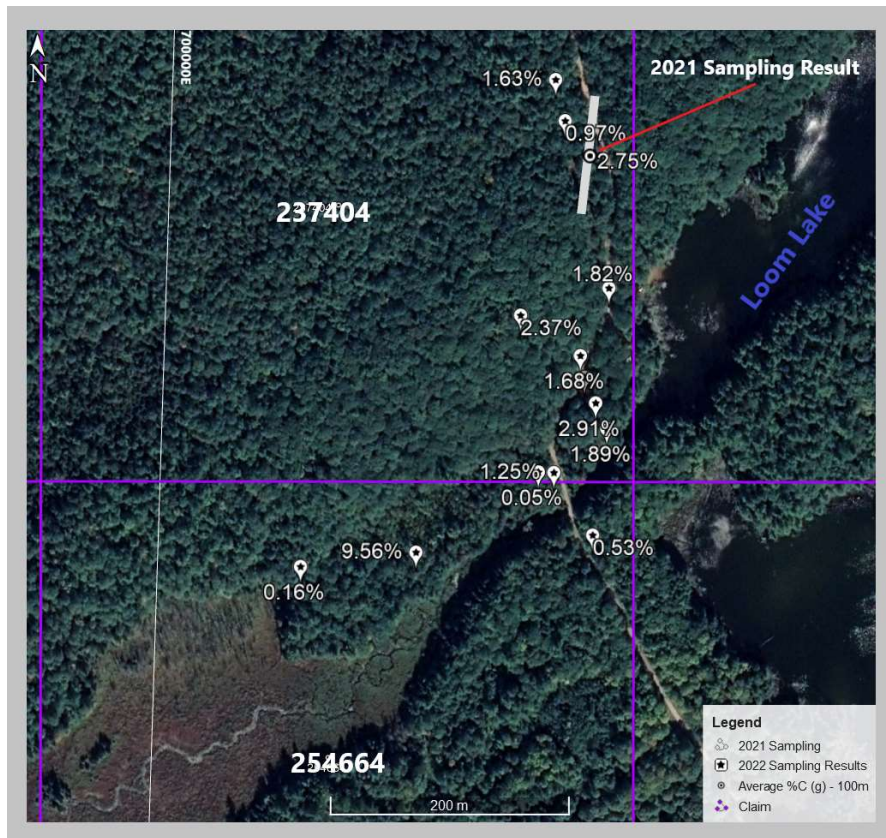 N
7000000E
2021 Sampling Result
1.63%
0.97%
2.75%
237404
Loom Lake
1.82%
2.37%
1.68%
2.91%
1.89%
1.25%
0.05%
0.53%
9.56%
0.16%
254664
200 m
Legend
2021 Sampling
2022 Sampling Results
Average %C (g) - 100m
Claim